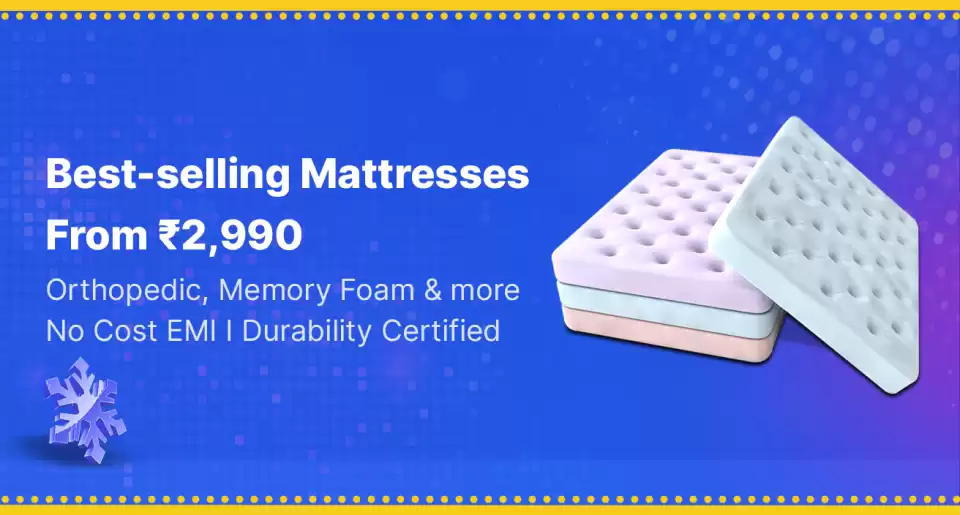 Best-selling Mattresses
From ₹2,990
Orthopedic, Memory Foam & more
No Cost EMI l Durability Certified